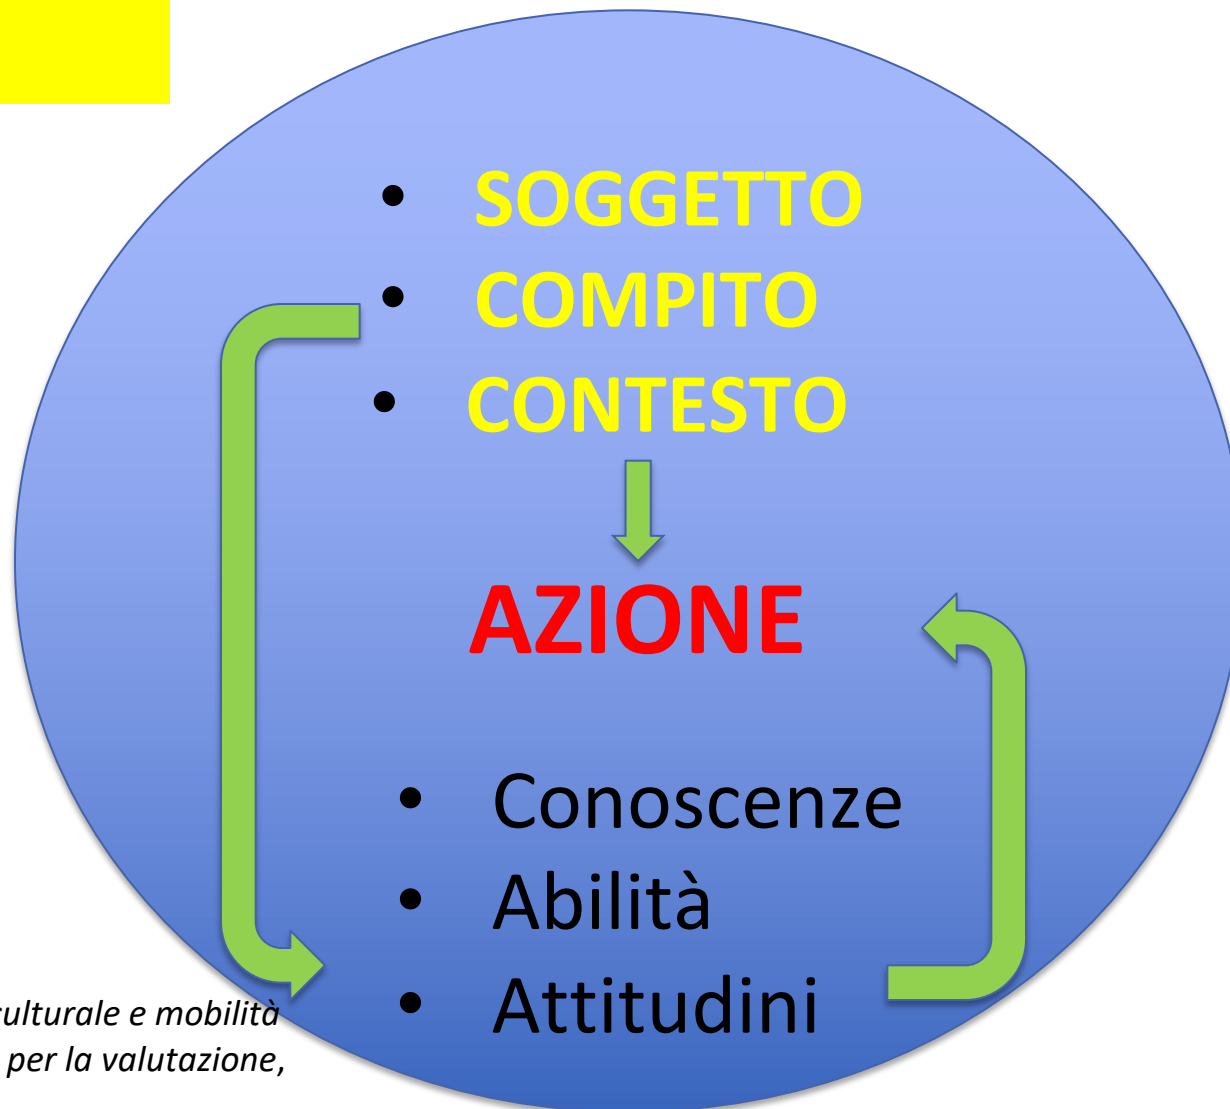 • SOGGETTO
• COMPITO
• CONTESTO
AZIONE
• Conoscenze
• Abilità
• Attitudini
culturale e mobilità
per la valutazione,